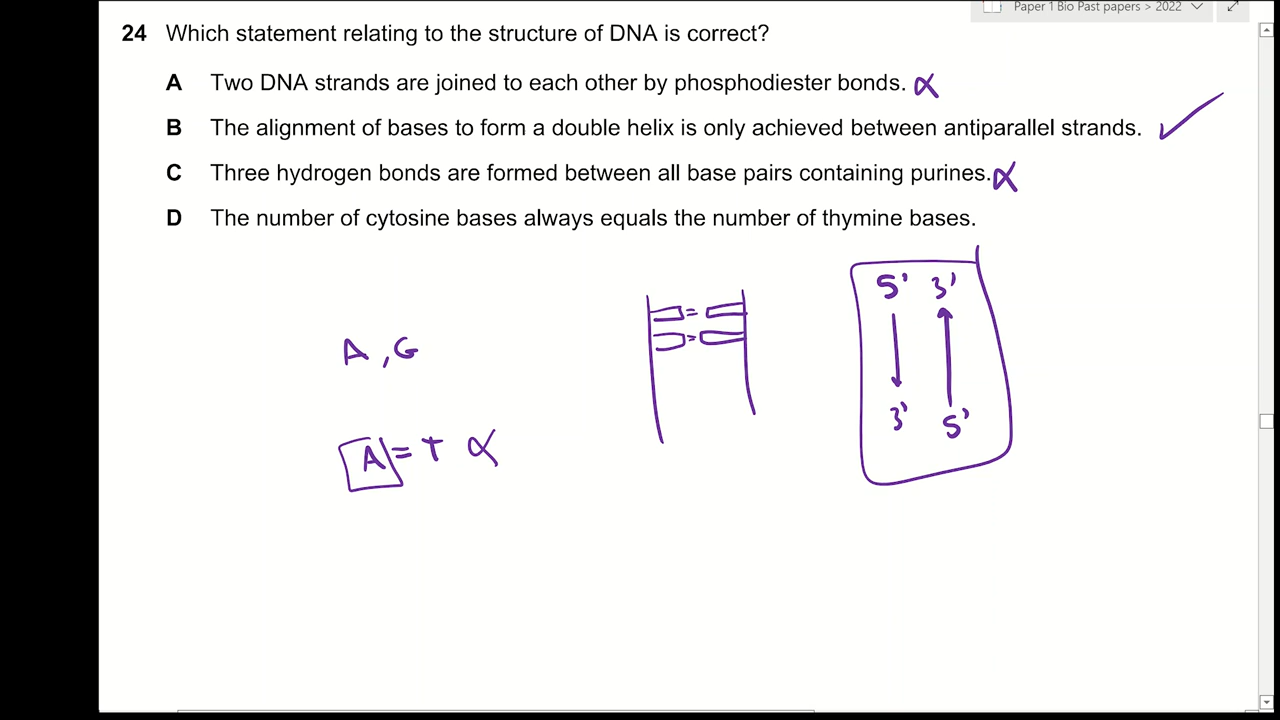 Paper 1 Bio Past papers > 2022
24 Which statement relating to the structure of DNA is correct?
A Two DNA strands are joined to each other by phosphodiester bonds.
B The alignment of bases to form a double helix is only achieved between antiparallel strands.
C Three hydrogen bonds are formed between all base pairs containing purines.
D The number of cytosine bases always equals the number of thymine bases.
5' 3'
A, G
3' 5'
A = T